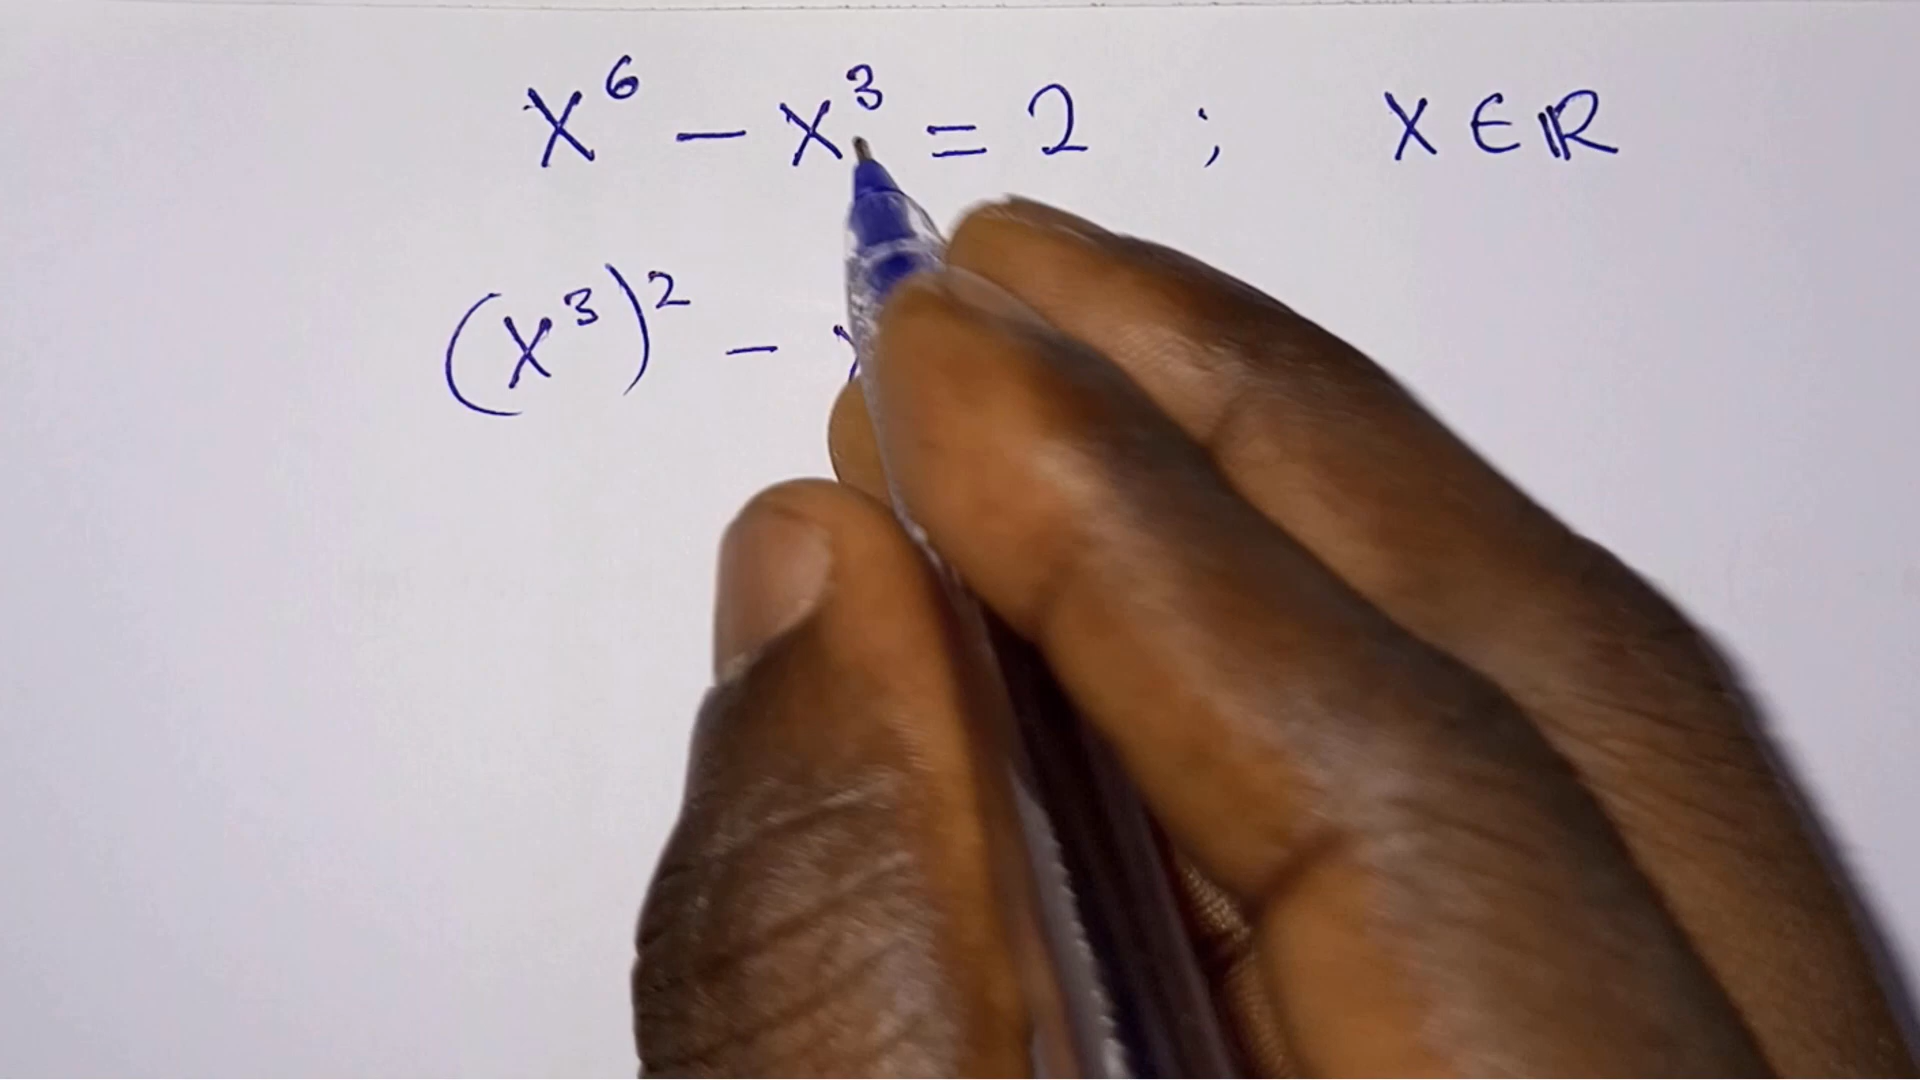 x⁶ - x³ = 2 ; x ∈ ℝ
(x³)² - x